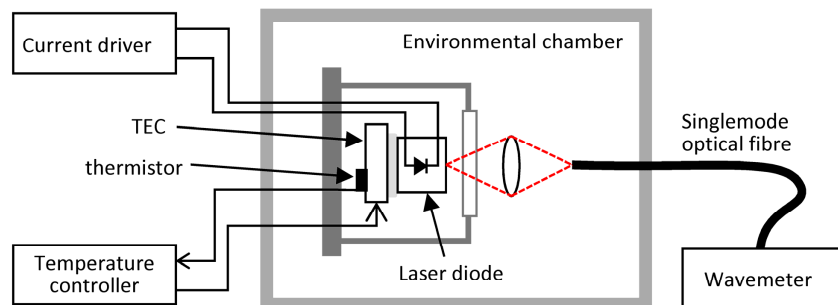 Current driver
Environmental chamber
TEC
thermistor
Singlemode
optical fibre
Temperature
controller
Laser diode
Wavemeter